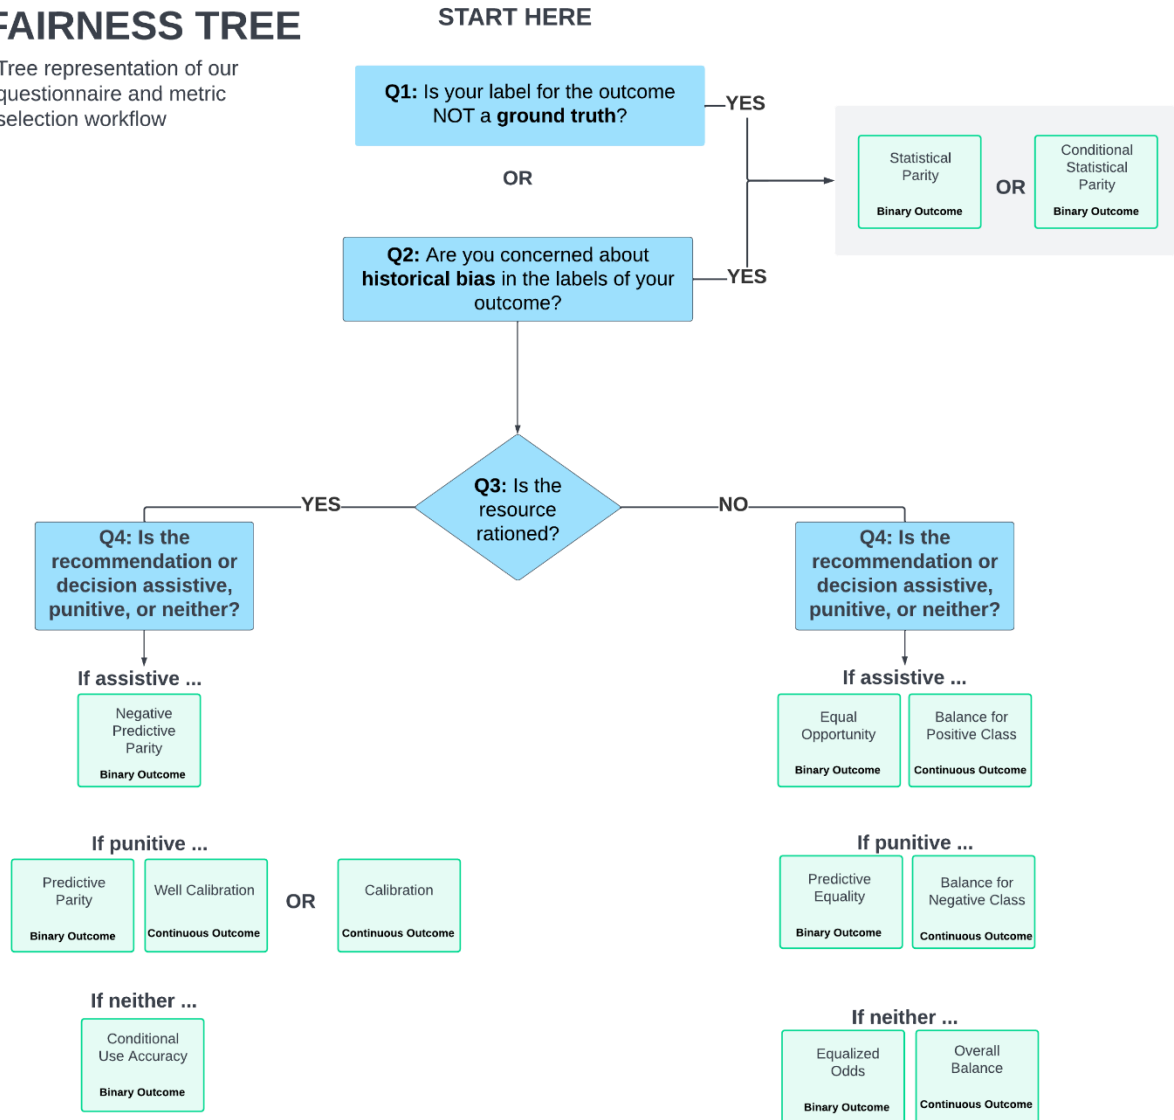 FAIRNESS TREE
START HERE
Tree representation of our
questionnaire and metric
selection workflow
Q1: Is your label for the outcome
NOT a ground truth?
YES
OR
Statistical
Parity
Binary Outcome
OR
Conditional
Statistical
Parity
Binary Outcome
Q2: Are you concerned about
historical bias in the labels of your
outcome?
YES
Q3: Is the
resource
rationed?
YES
NO
Q4: Is the
recommendation or
decision assistive,
punitive, or neither?
If assistive ...
Negative
Predictive
Parity
Binary Outcome
If punitive ...
Predictive
Parity
Binary Outcome
Well Calibration
Continuous Outcome
OR
Calibration
Continuous Outcome
If neither ...
Conditional
Use Accuracy
Binary Outcome
Q4: Is the
recommendation or
decision assistive,
punitive, or neither?
If assistive ...
Equal
Opportunity
Binary Outcome
Balance for
Positive Class
Continuous Outcome
If punitive ...
Predictive
Equality
Binary Outcome
Balance for
Negative Class
Continuous Outcome
If neither ...
Equalized
Odds
Binary Outcome
Overall
Balance
Continuous Outcome